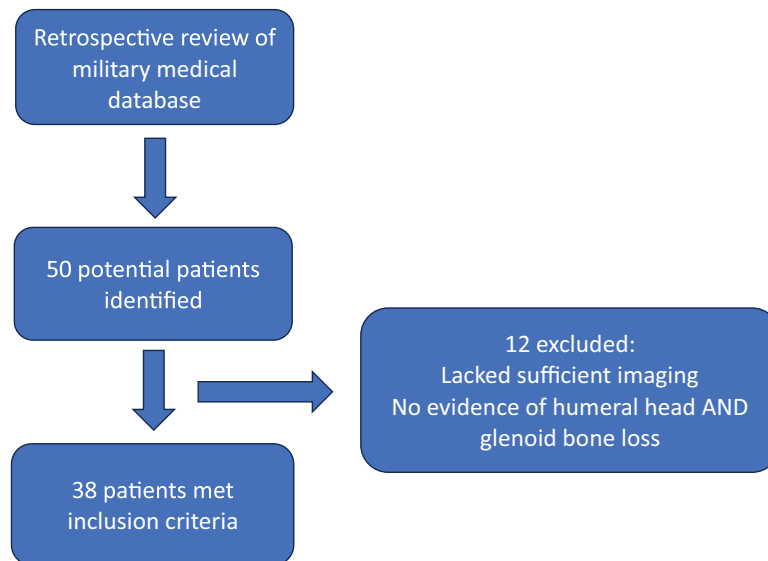 Retrospective review of
military medical
database
50 potential patients
identified
12 excluded:
Lacked sufficient imaging
No evidence of humeral head AND
glenoid bone loss
38 patients met
inclusion criteria